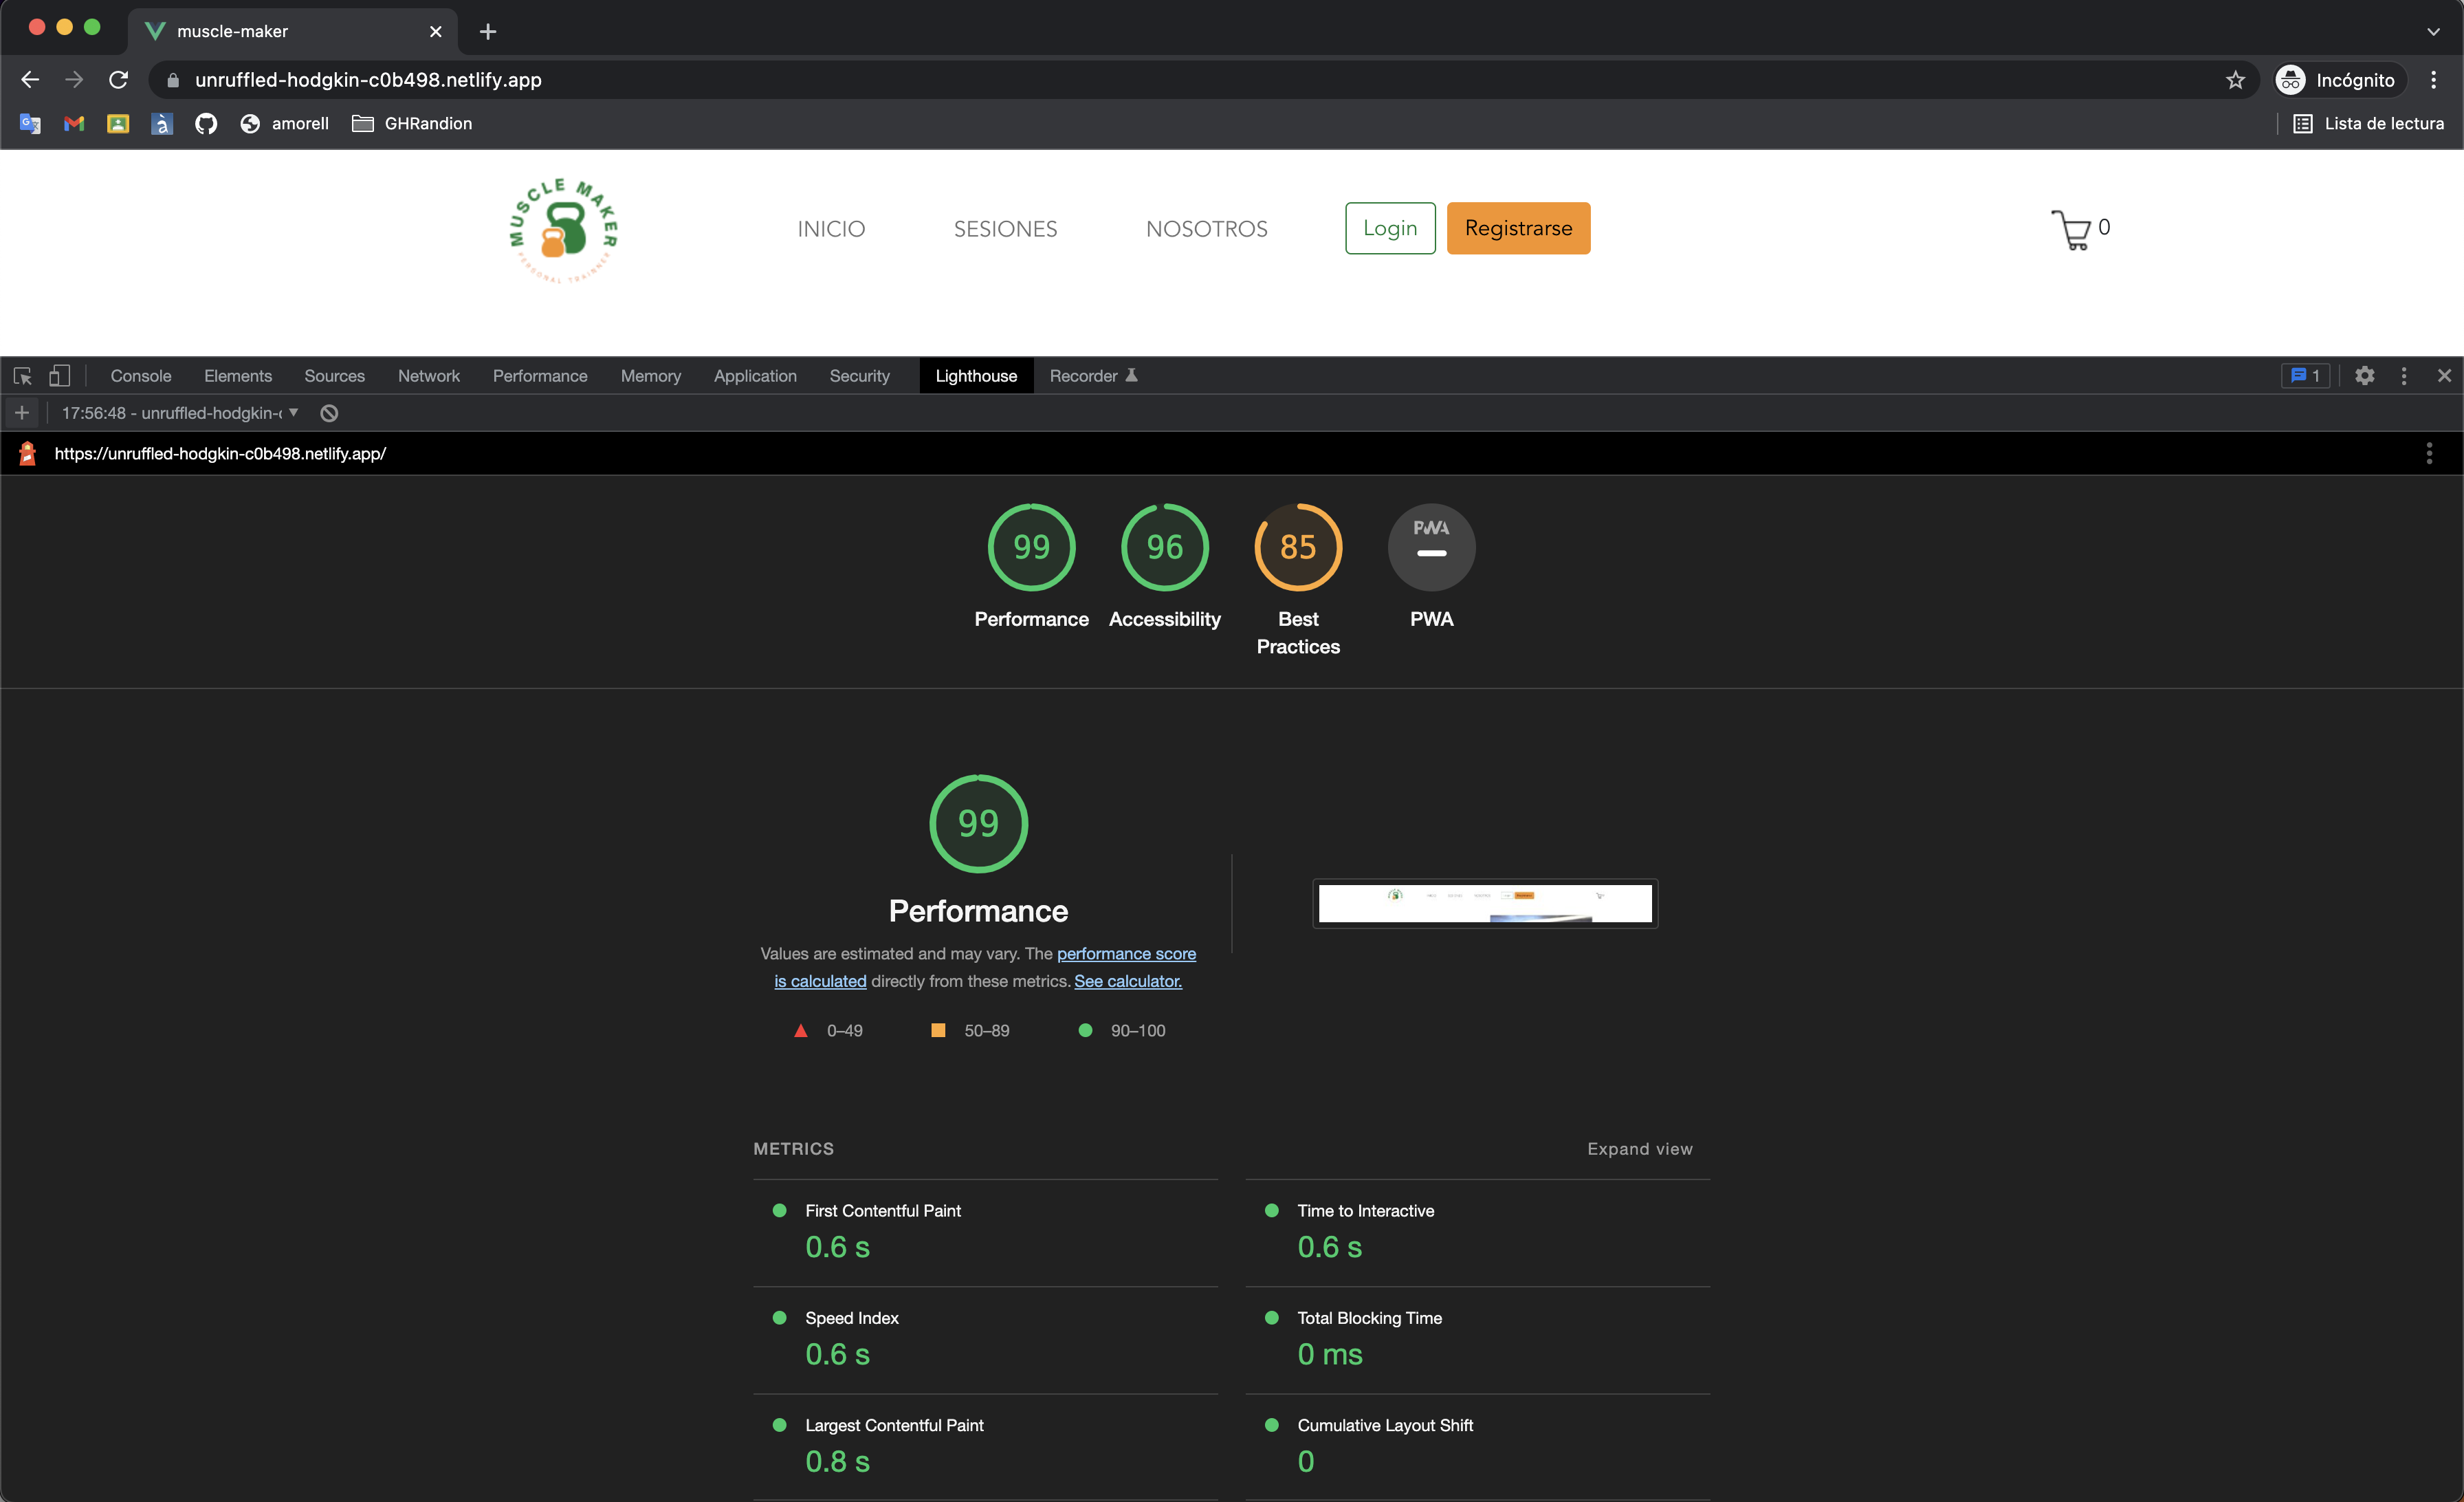 muscle-maker
unruffled-hodgkin-c0b498.netlify.app
Incógnito
amorell
GHRandion
Lista de lectura
MUSCLE MAKER
PERSONAL TRAINNER
INICIO
SESIONES
NOSOTROS
Login
Registrarse
0
Console
Elements
Sources
Network
Performance
Memory
Application
Security
Lighthouse
Recorder
1
17:56:48 - unruffled-hodgkin-c
https://unruffled-hodgkin-c0b498.netlify.app/
99
96
85
PWA
Performance
Accessibility
Best
Practices
PWA
99
Performance
Values are estimated and may vary. The performance score
is calculated directly from these metrics. See calculator.
0–49
50–89
90–100
METRICS
Expand view
First Contentful Paint
0.6 s
Time to Interactive
0.6 s
Speed Index
0.6 s
Total Blocking Time
0 ms
Largest Contentful Paint
0.8 s
Cumulative Layout Shift
0